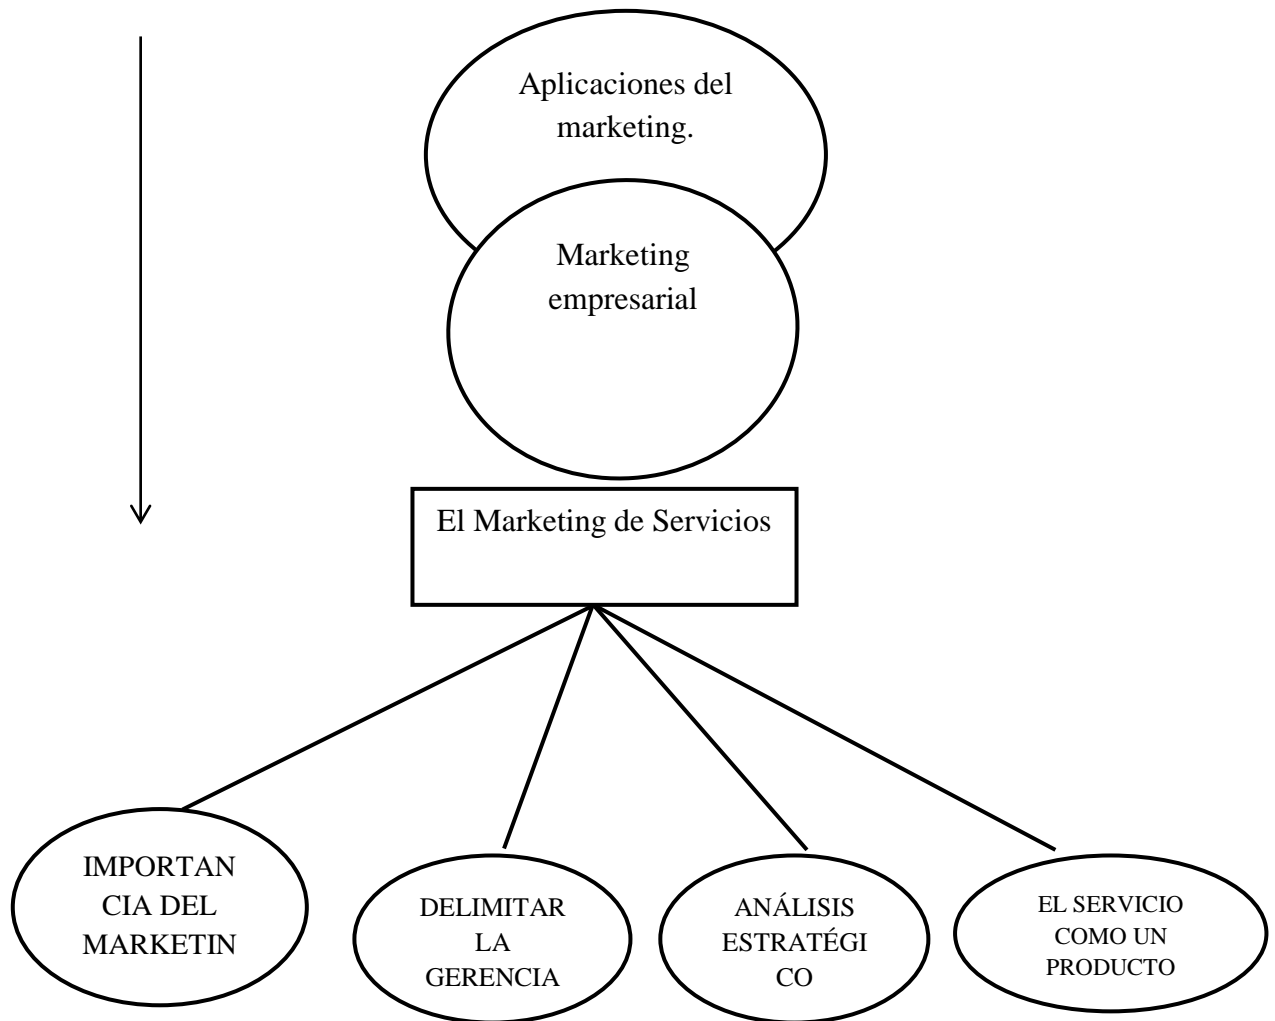 Aplicaciones del
marketing.
Marketing
empresarial
El Marketing de Servicios
IMPORTAN
CIA DEL
MARKETIN
DELIMITAR
LA
GERENCIA
ANÁLISIS
ESTRATÉGI
CO
EL SERVICIO
COMO UN
PRODUCTO